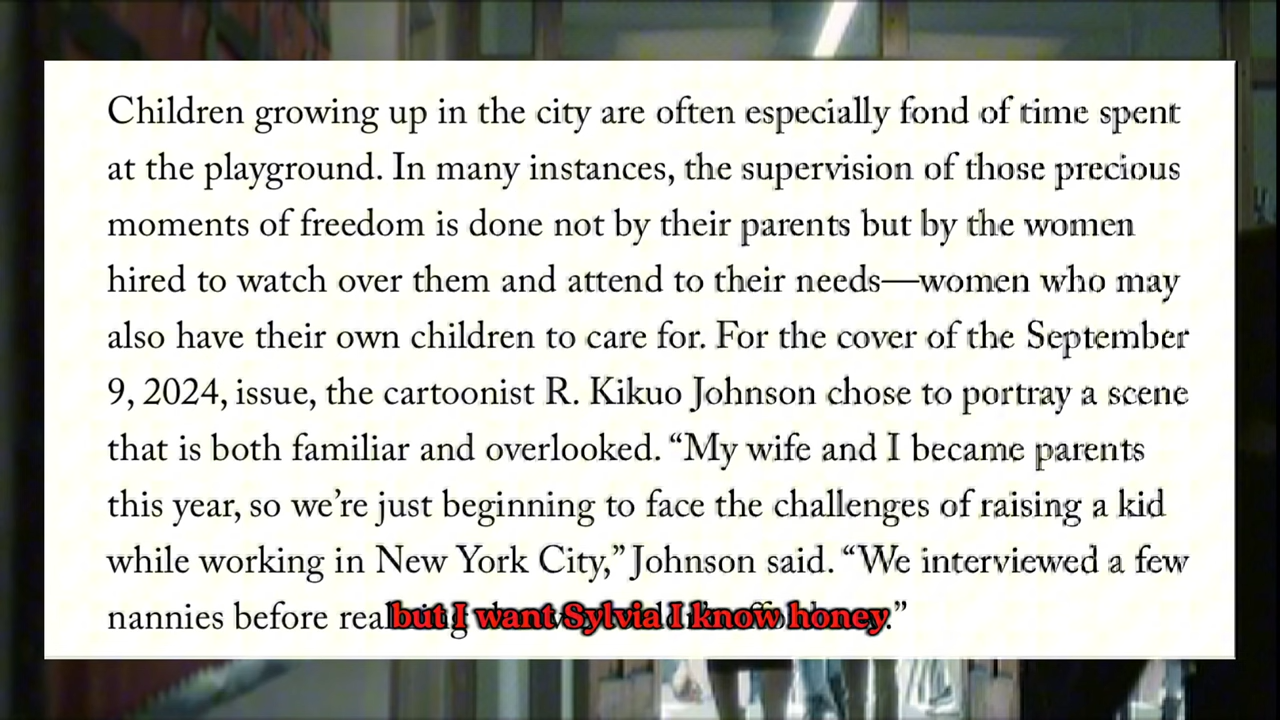 Children growing up in the city are often especially fond of time spent
at the playground. In many instances, the supervision of those precious
moments of freedom is done not by their parents but by the women
hired to watch over them and attend to their needs—women who may
also have their own children to care for. For the cover of the September
9, 2024, issue, the cartoonist R. Kikuo Johnson chose to portray a scene
that is both familiar and overlooked. “My wife and I became parents
this year, so we’re just beginning to face the challenges of raising a kid
while working in New York City,” Johnson said. “We interviewed a few
nannies before
but I want Sylvia I know honey